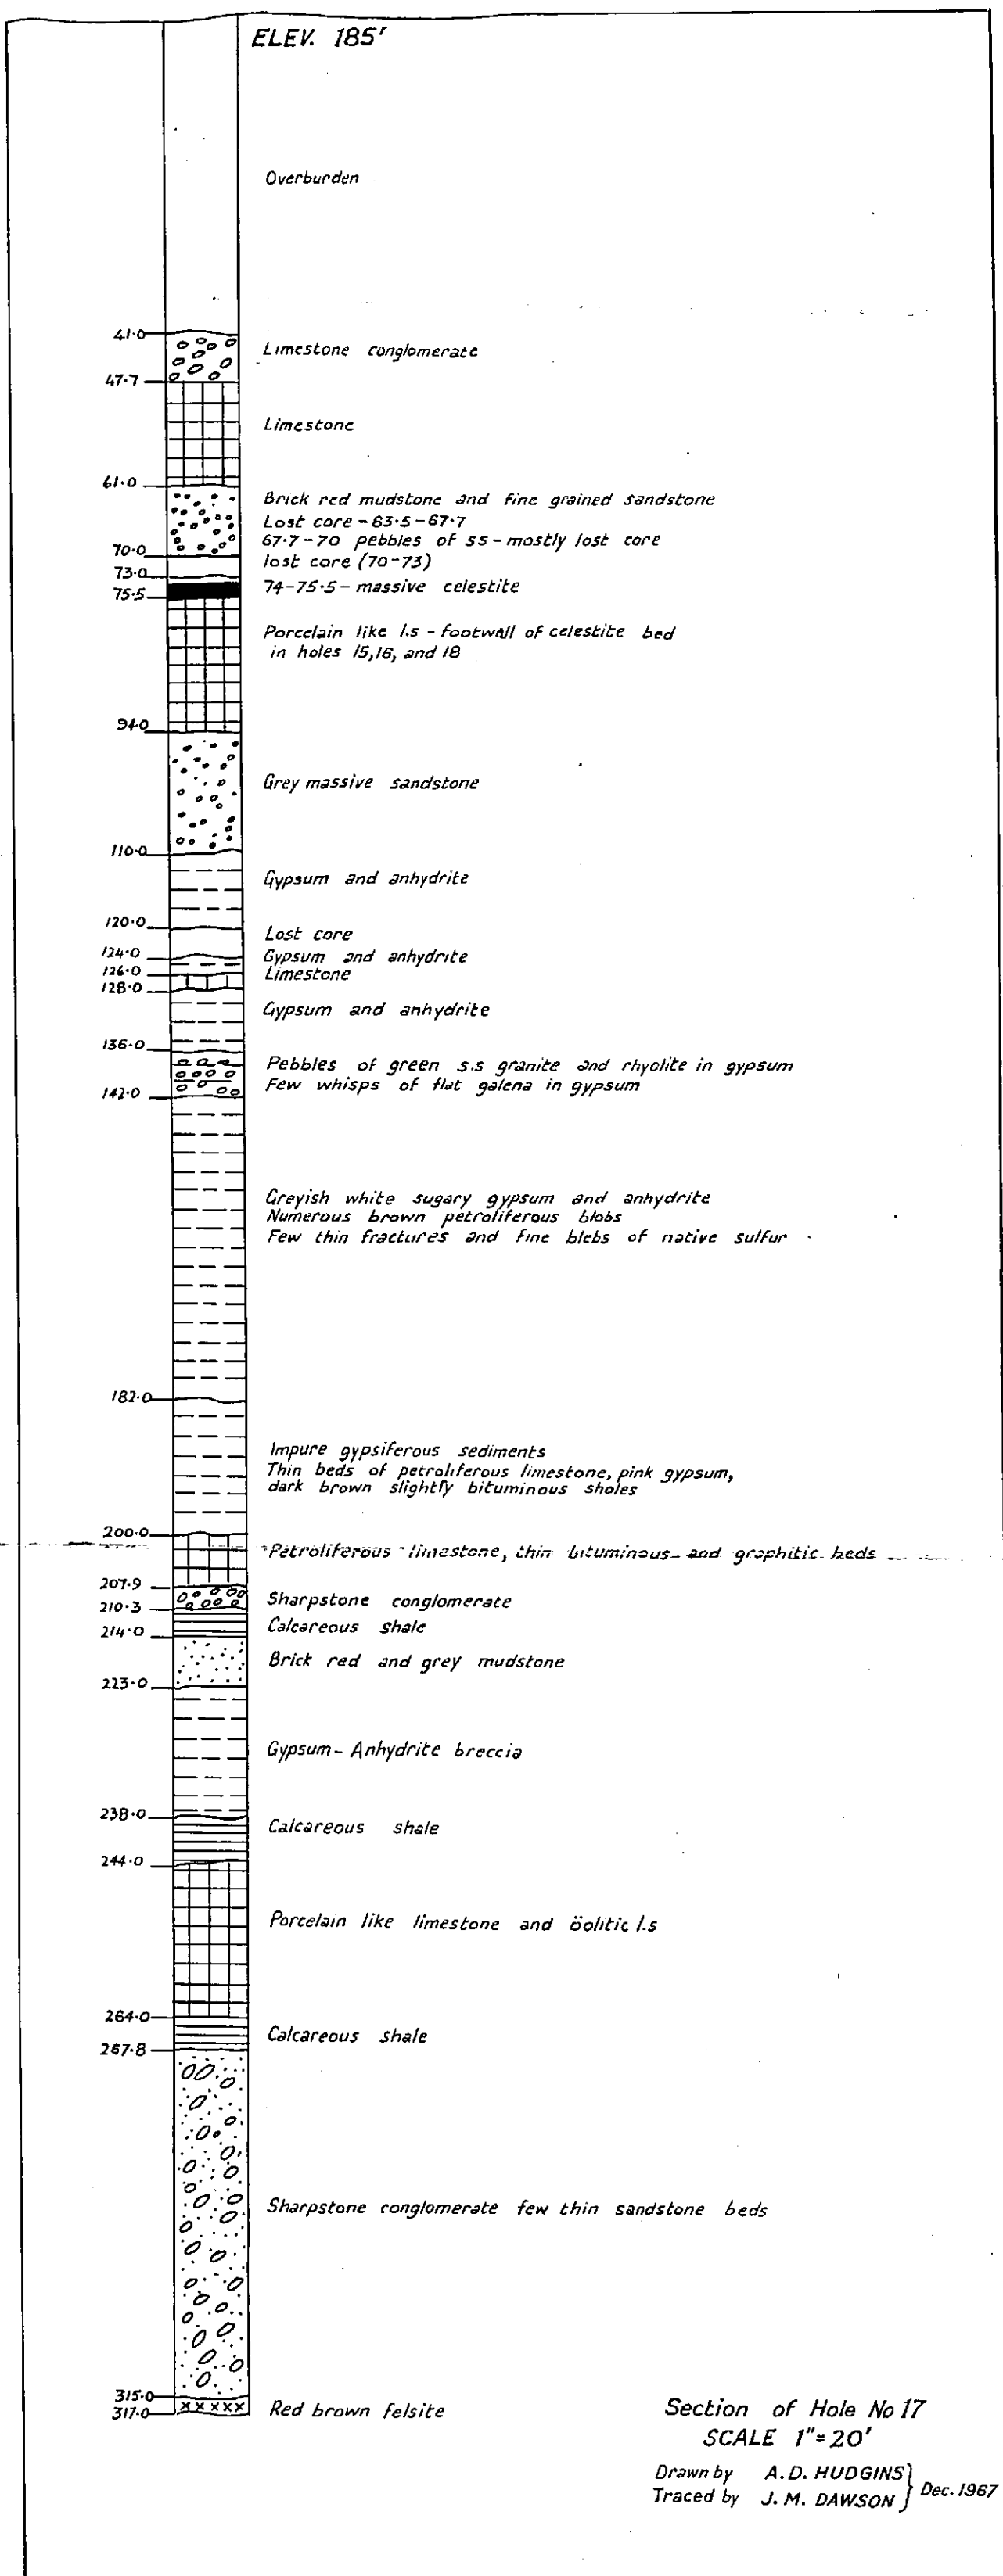 ELEV. 185'
Overburden
41.0
Limestone conglomerate
47.7
Limestone
61.0
Brick red mudstone and fine grained sandstone
Lost core - 63.5 - 67.7
67.7 - 70 pebbles of ss - mostly lost core
70.0
lost core (70 - 73)
73.0
74 - 75.5 - massive celestite
75.5
Porcelain like l.s - footwall of celestite bed
in holes 15, 16, and 18
94.0
Grey massive sandstone
110.0
Gypsum and anhydrite
120.0
Lost core
124.0
Gypsum and anhydrite
126.0
Limestone
128.0
Gypsum and anhydrite
136.0
Pebbles of green s.s granite and rhyolite in gypsum
Few whisps of flat galena in gypsum
142.0
Greyish white sugary gypsum and anhydrite
Numerous brown petroliferous blobs
Few thin fractures and fine blebs of native sulfur
182.0
Impure gypsiferous sediments
Thin beds of petroliferous limestone, pink gypsum,
dark brown slightly bituminous sholes
200.0
Petroliferous limestone, thin bituminous and graphitic beds
207.9
Sharpstone conglomerate
210.3
Calcareous shale
214.0
Brick red and grey mudstone
223.0
Gypsum - Anhydrite breccia
238.0
Calcareous shale
244.0
Porcelain like limestone and öolitic l.s
264.0
Calcareous shale
267.8
Sharpstone conglomerate few thin sandstone beds
315.0
317.0
Red brown felsite
Section of Hole No 17
SCALE 1" = 20'
Drawn by A.D. HUDGINS
Traced by J. M. DAWSON
Dec. 1967